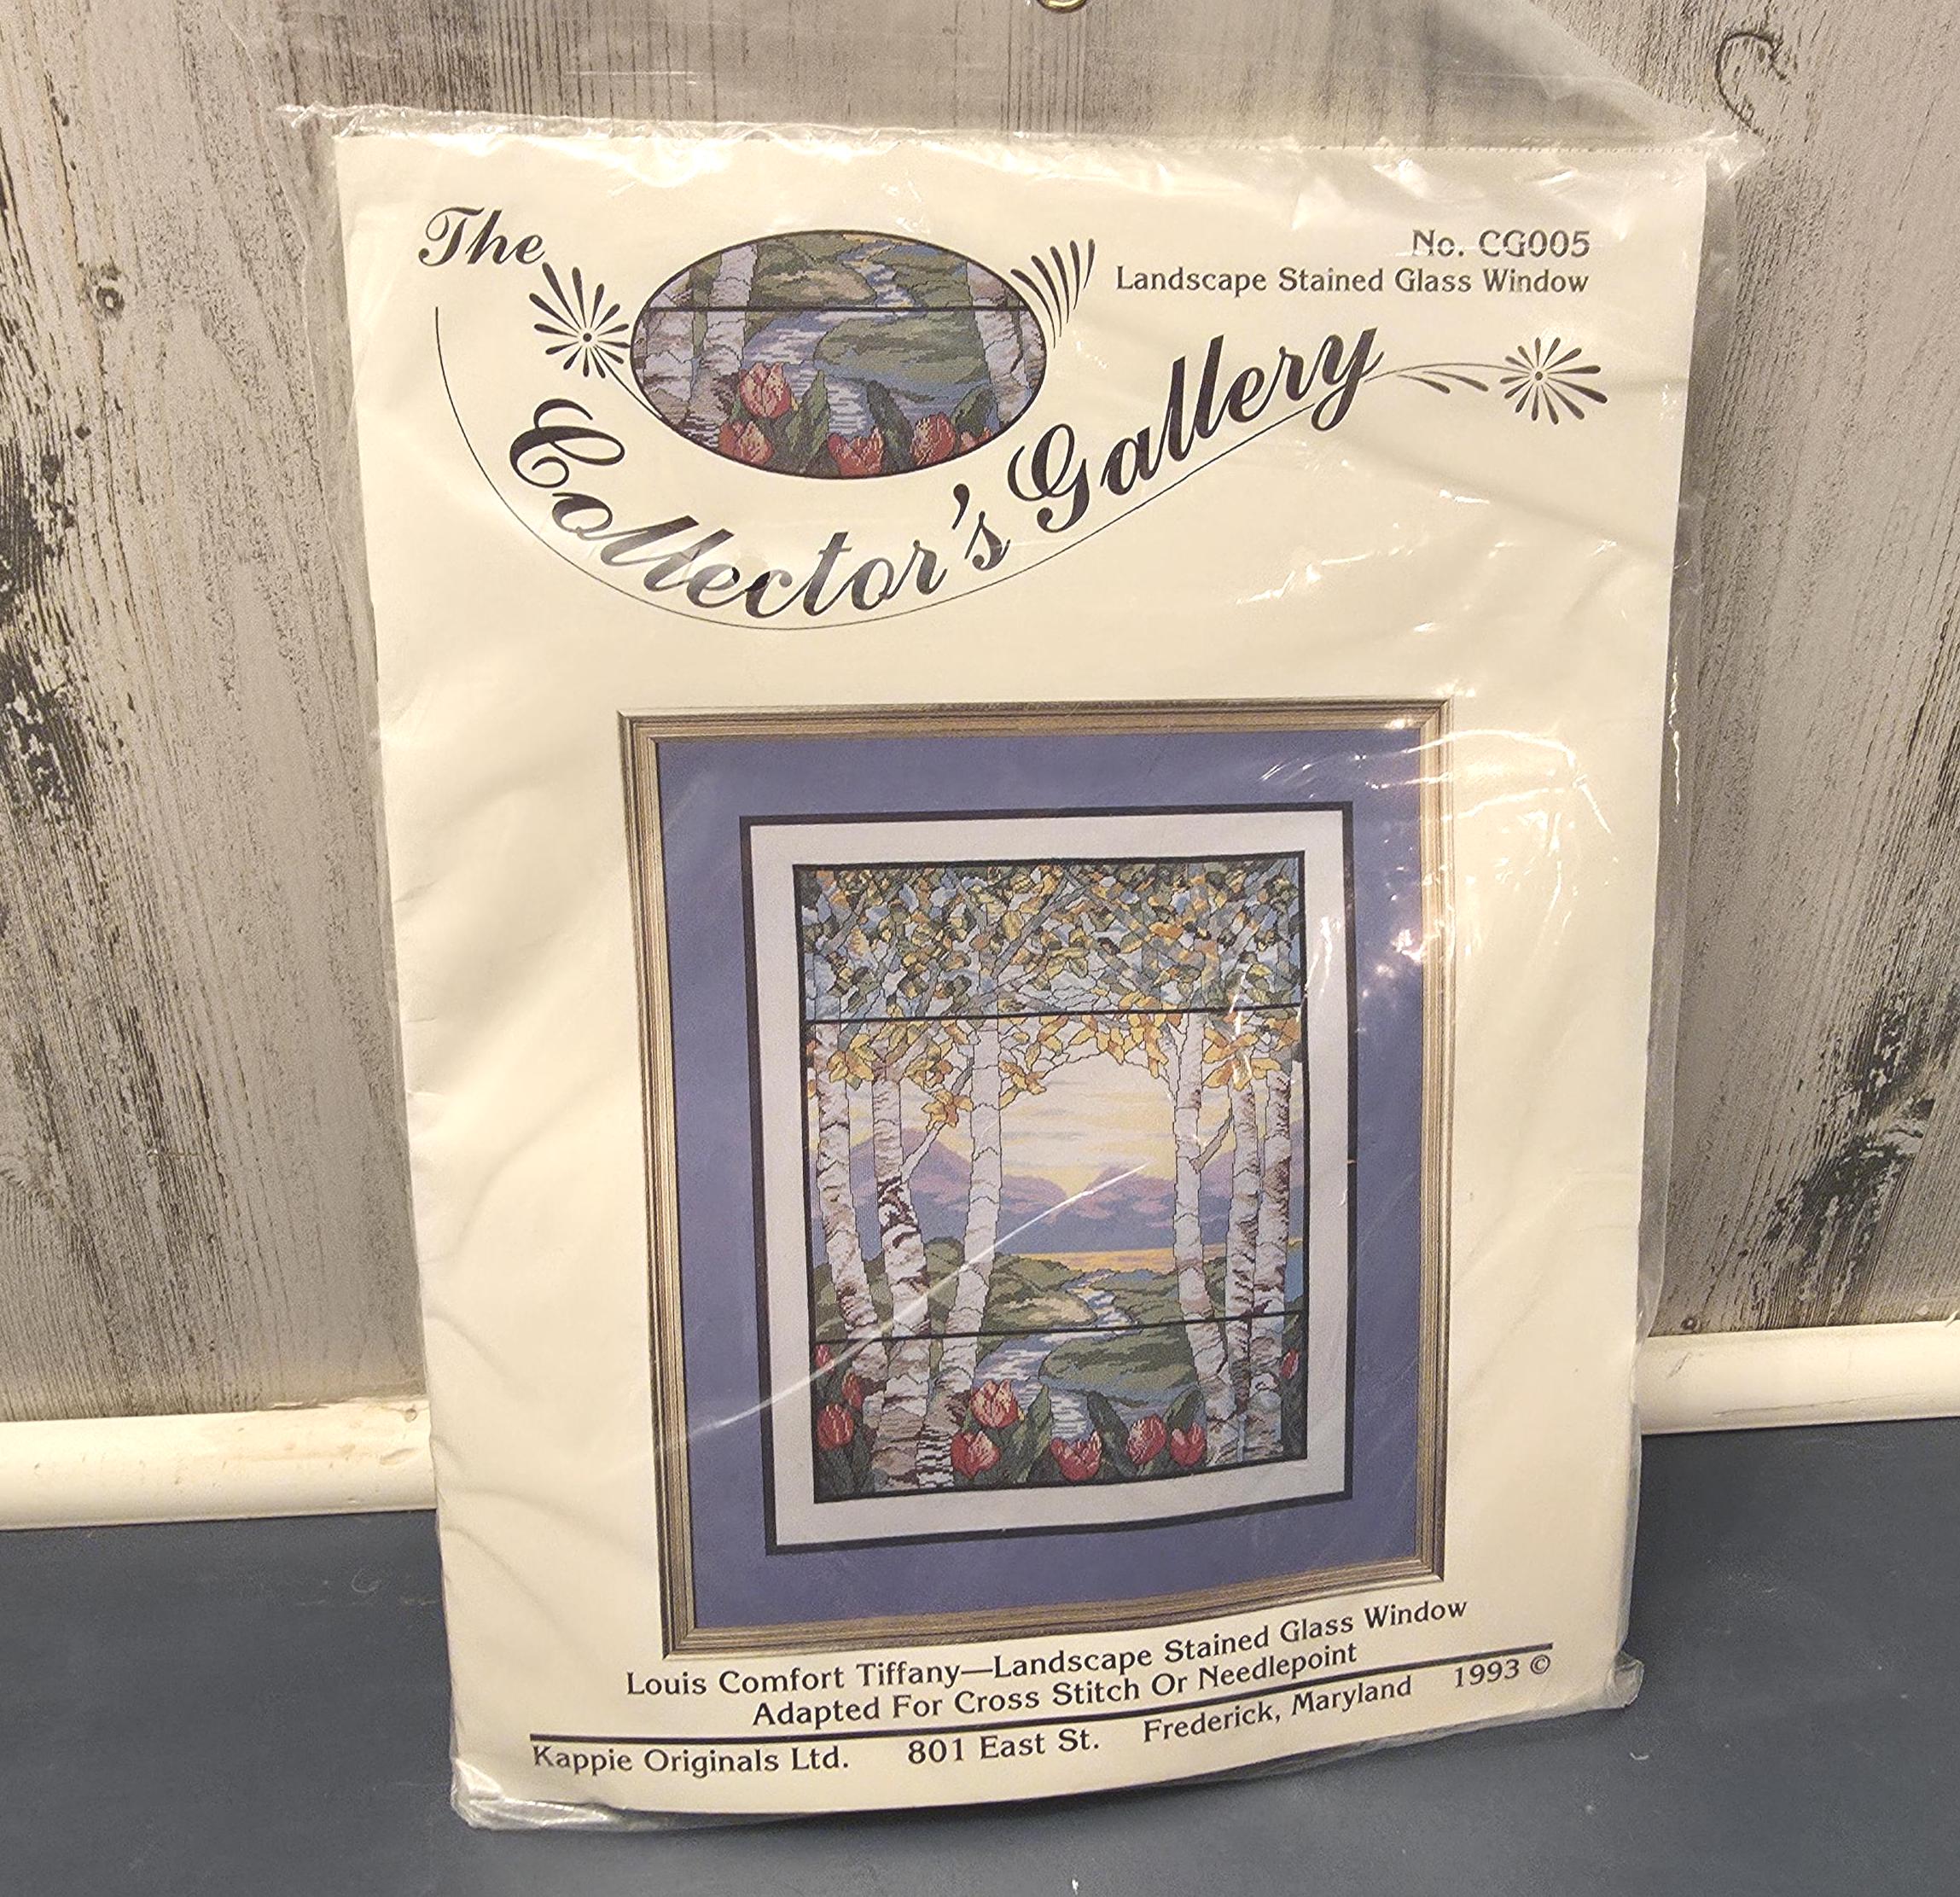 The
Collector's Gallery
No. CG005
Landscape Stained Glass Window
Louis Comfort Tiffany—Landscape Stained Glass Window
Adapted For Cross Stitch Or Needlepoint
Kappie Originals Ltd. 801 East St. Frederick, Maryland 1993 ©